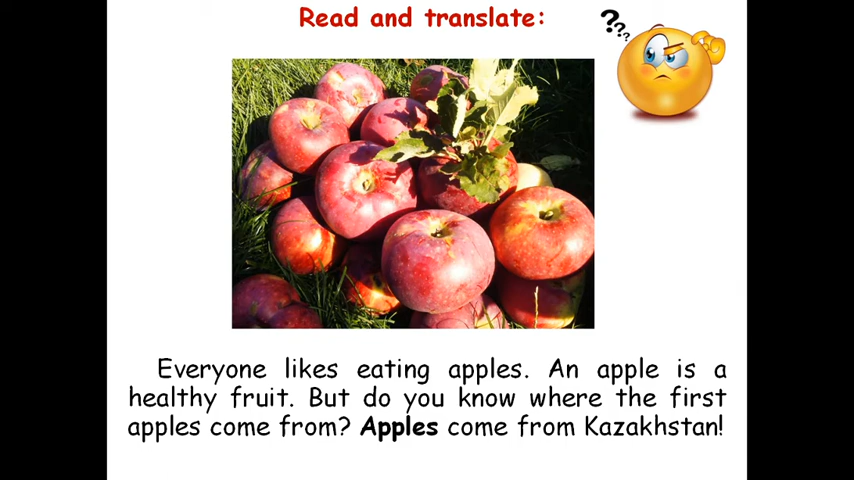 Read and translate:
???
Everyone likes eating apples. An apple is a
healthy fruit. But do you know where the first
apples come from? Apples come from Kazakhstan!